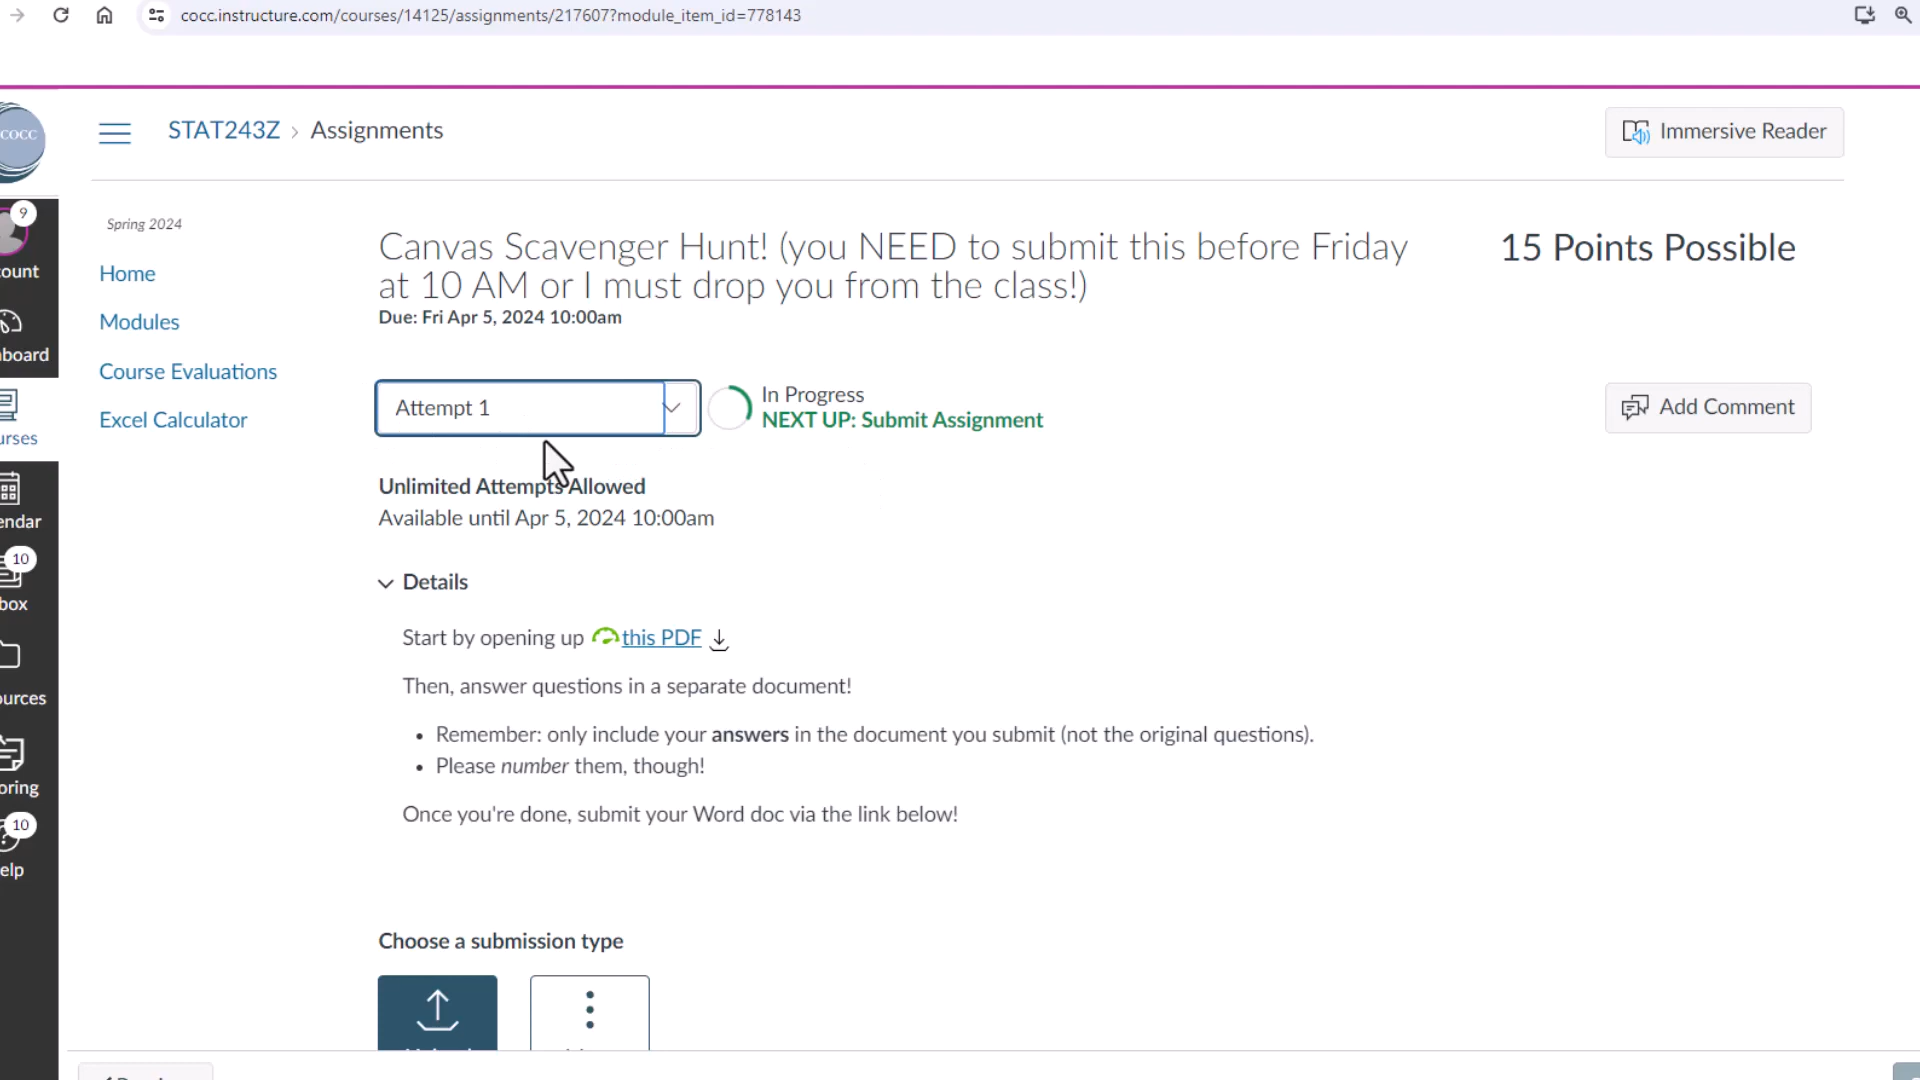 cocc.instructure.com/courses/14125/assignments/217607?module_item_id=778143
COCC
STAT243Z › Assignments
Immersive Reader
9
ount
board
urses
endar
10
box
ources
oring
10
elp
Spring 2024
Home
Modules
Course Evaluations
Excel Calculator
Canvas Scavenger Hunt! (you NEED to submit this before Friday
at 10 AM or I must drop you from the class!)
15 Points Possible
Due: Fri Apr 5, 2024 10:00am
Attempt 1
In Progress
NEXT UP: Submit Assignment
Add Comment
Unlimited Attempts Allowed
Available until Apr 5, 2024 10:00am
Details
Start by opening up this PDF
Then, answer questions in a separate document!
• Remember: only include your answers in the document you submit (not the original questions).
• Please number them, though!
Once you're done, submit your Word doc via the link below!
Choose a submission type